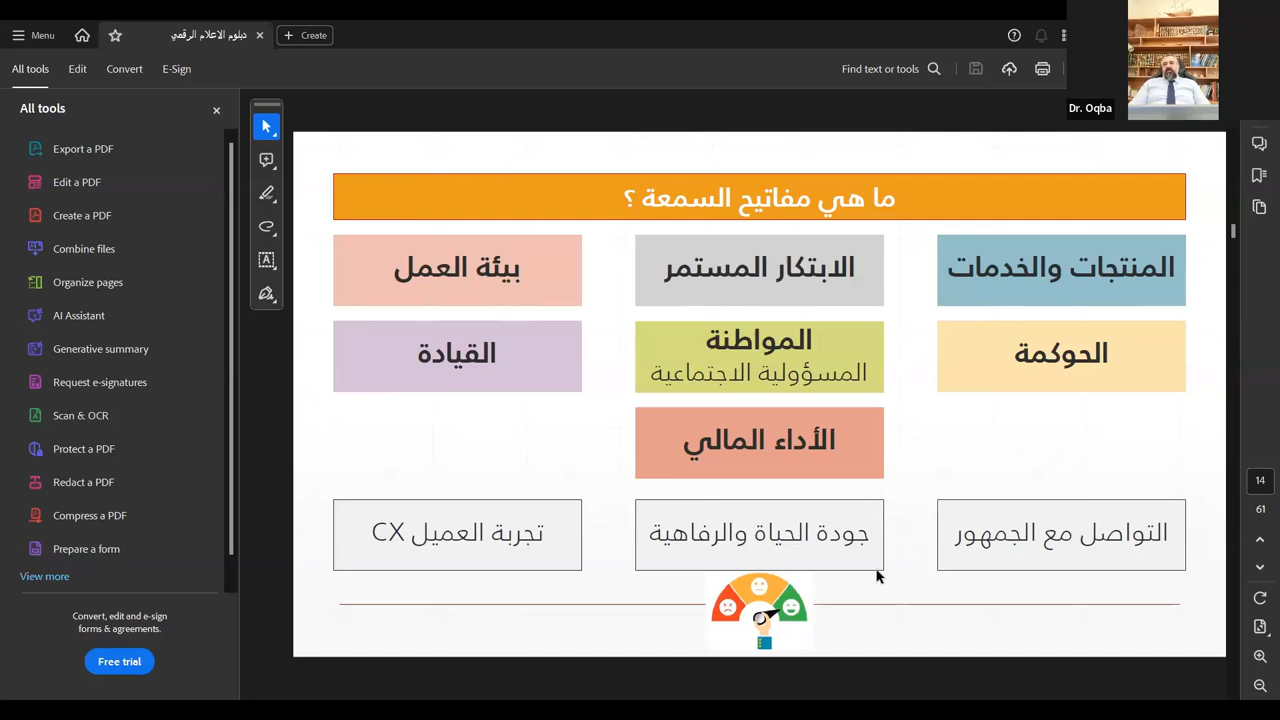 Menu
دبلوم الاعلام الرقمي
Create
All tools
Edit
Convert
E-Sign
Find text or tools
Dr. Oqba
All tools
Export a PDF
Edit a PDF
Create a PDF
Combine files
Organize pages
AI Assistant
Generative summary
Request e-signatures
Scan & OCR
Protect a PDF
Redact a PDF
Compress a PDF
Prepare a form
View more
Convert, edit and e-sign
forms & agreements.
Free trial
ما هي مفاتيح السمعة ؟
المنتجات والخدمات
الابتكار المستمر
بيئة العمل
الحوكمة
المواطنة
المسؤولية الاجتماعية
القيادة
الأداء المالي
التواصل مع الجمهور
جودة الحياة والرفاهية
تجربة العميل CX
14
61